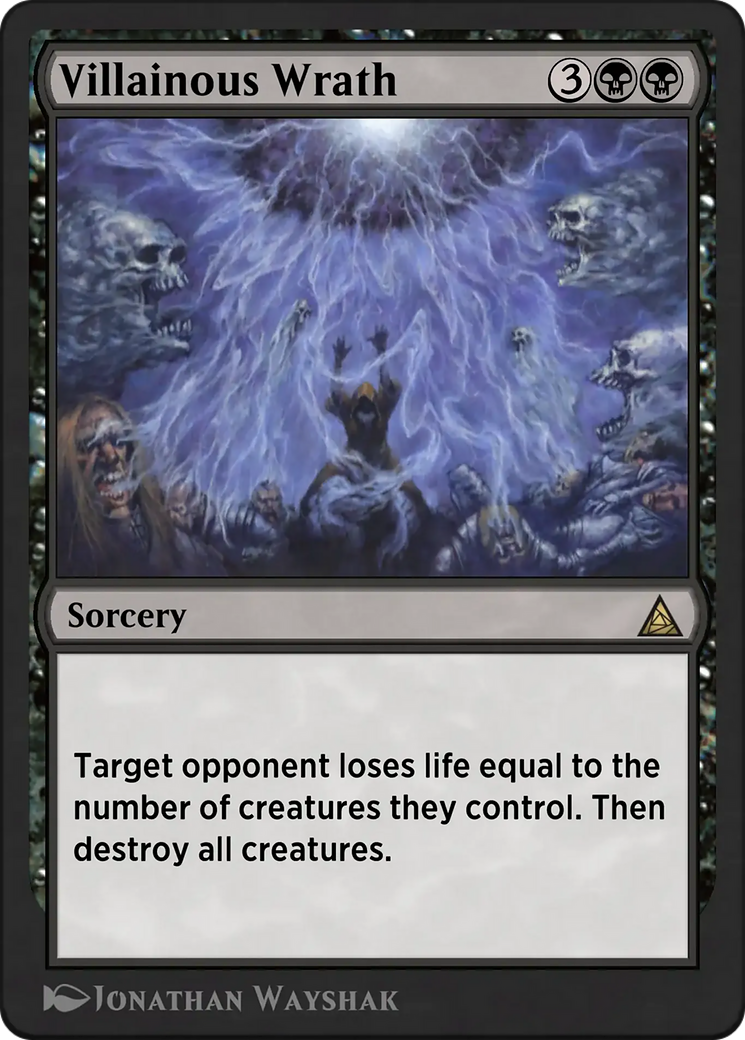 Villainous Wrath 3
Sorcery
Target opponent loses life equal to the
number of creatures they control. Then
destroy all creatures.
JONATHAN WAYSHAK